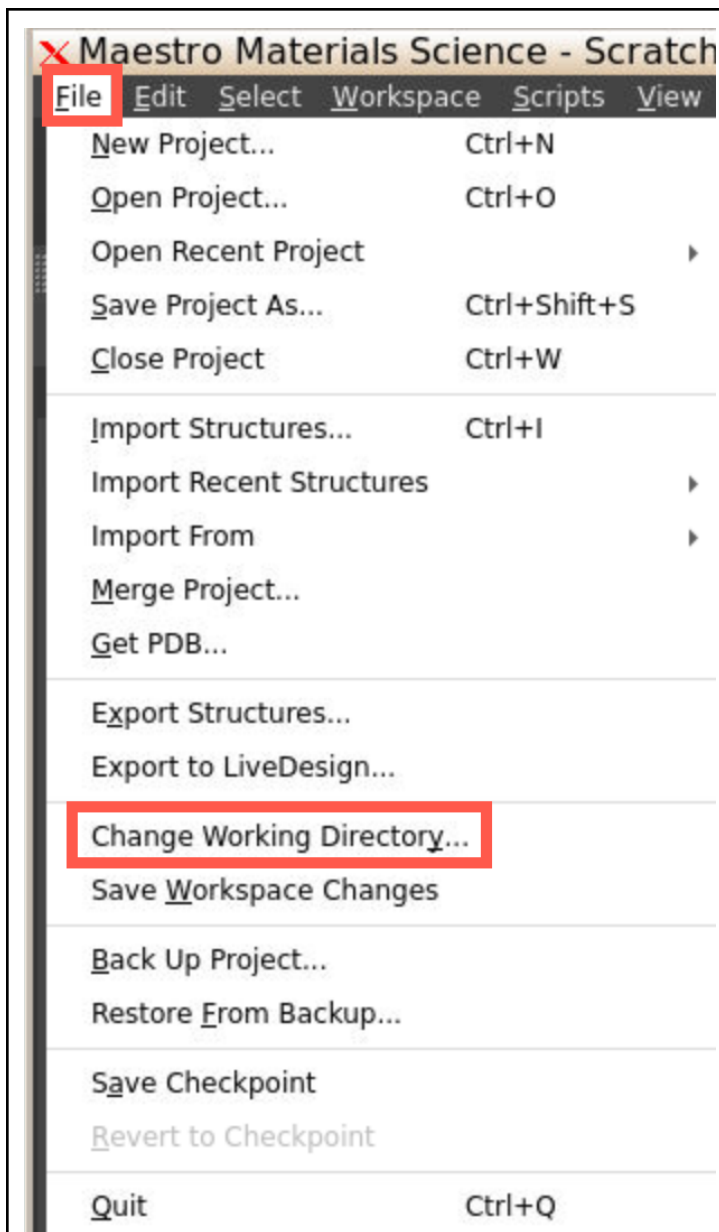 Maestro Materials Science - Scratch
File Edit Select Workspace Scripts View
New Project... Ctrl+N
Open Project... Ctrl+O
Open Recent Project
Save Project As... Ctrl+Shift+S
Close Project Ctrl+W
Import Structures... Ctrl+I
Import Recent Structures
Import From
Merge Project...
Get PDB...
Export Structures...
Export to LiveDesign...
Change Working Directory...
Save Workspace Changes
Back Up Project...
Restore From Backup...
Save Checkpoint
Revert to Checkpoint
Quit Ctrl+Q